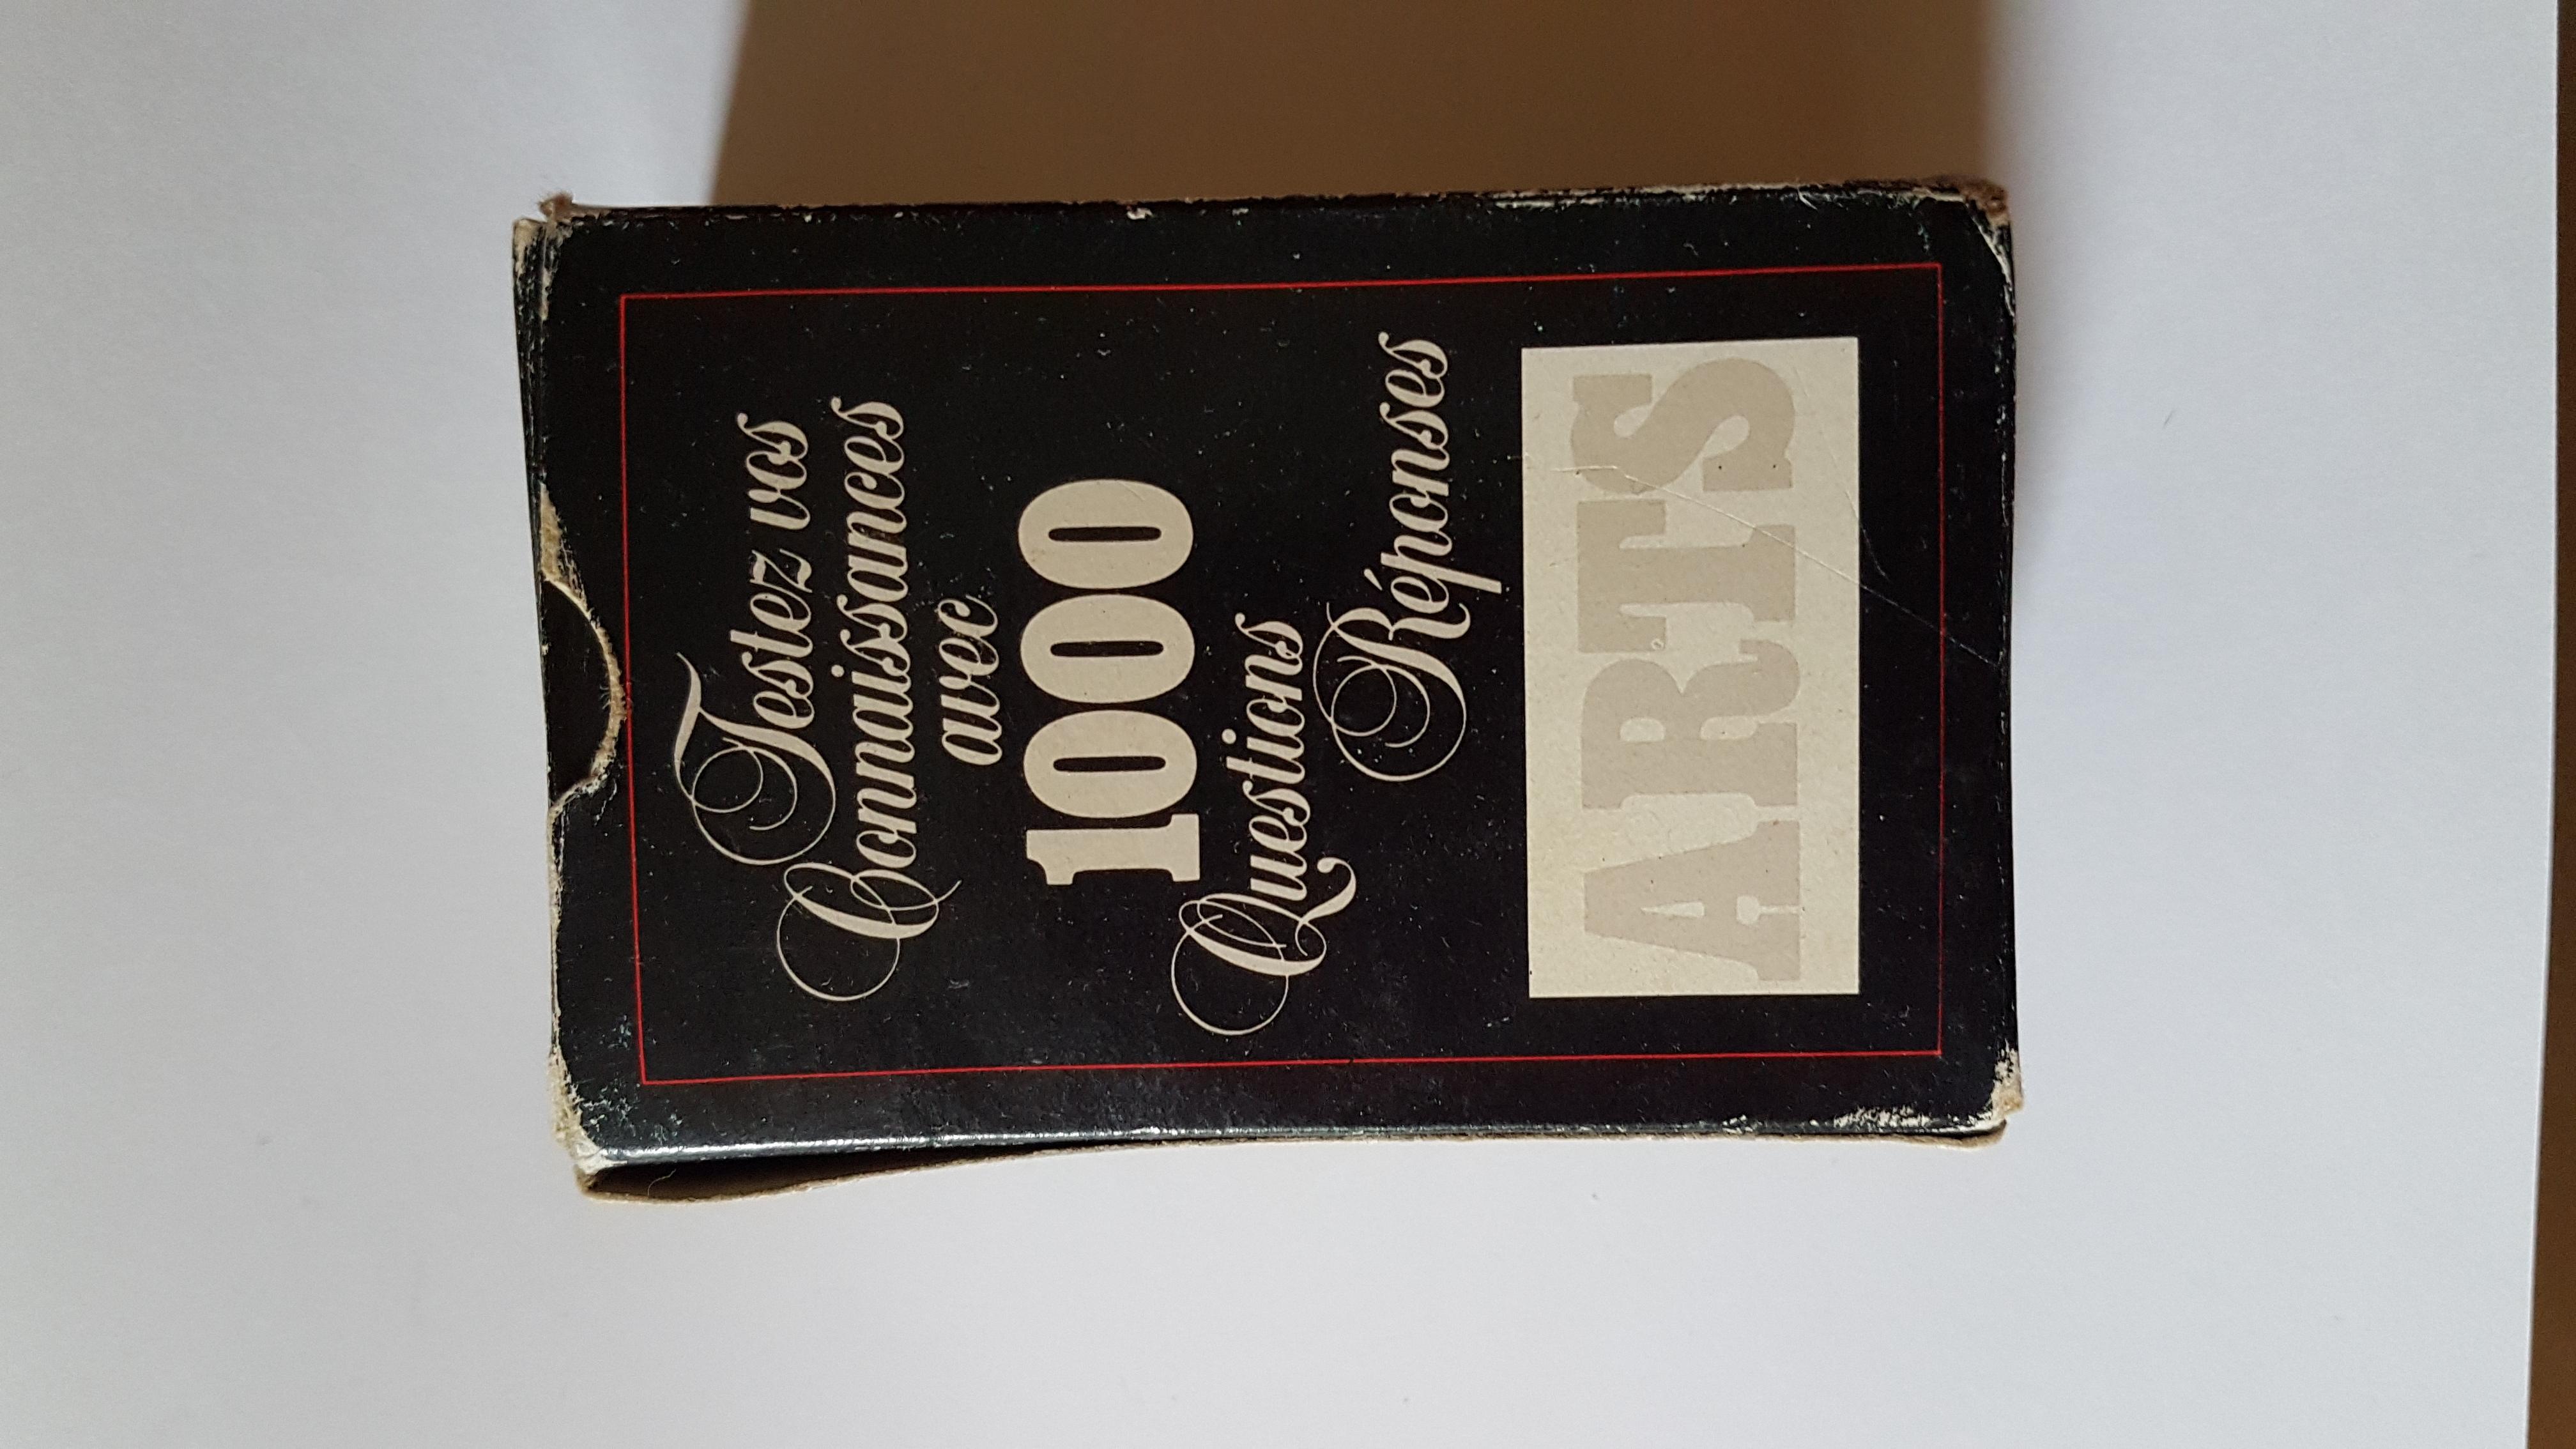 Testez vos
Connaissances
avec
1000
Questions
Réponses
ARTS